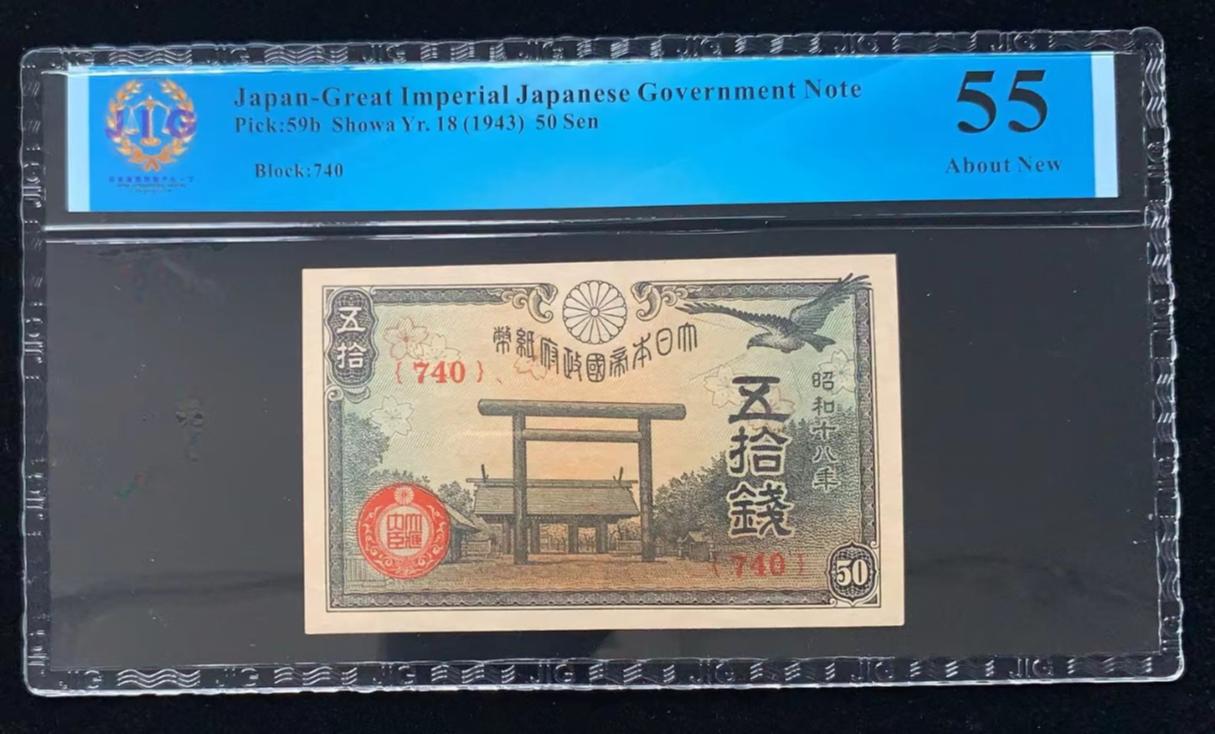 JIG
Japan-Great Imperial Japanese Government Note
Pick:59b Showa Yr. 18 (1943) 50 Sen
Block:740
55
About New
五拾
大日本帝國政府紙幣
{740}
昭和十八年
五拾錢
{740}
50